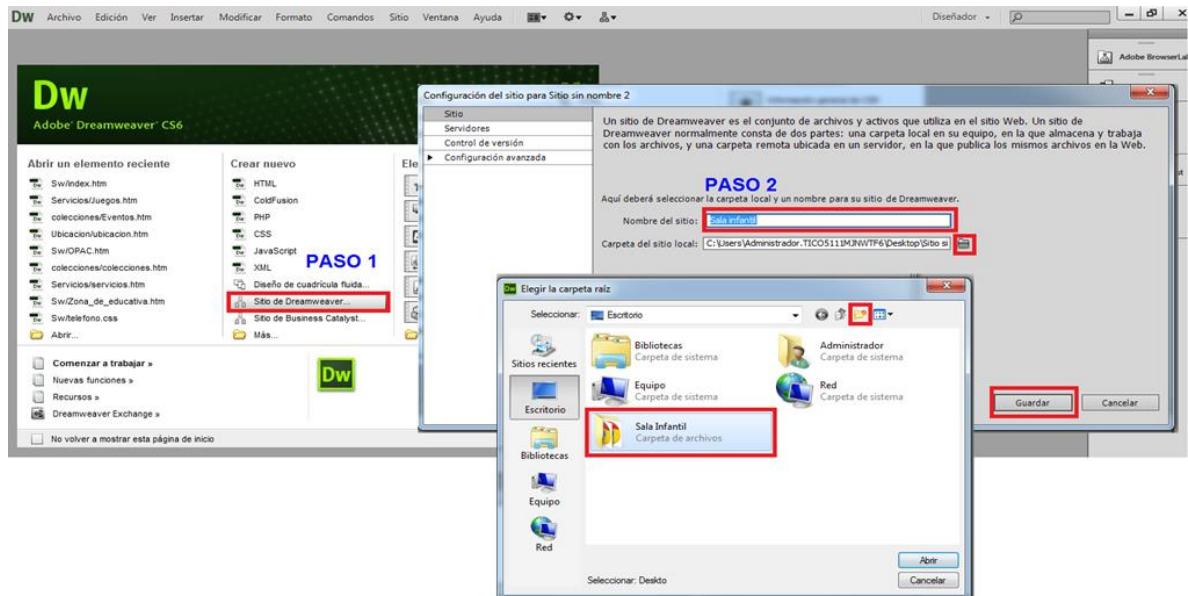 DW Archivo Edición Ver Insertar Modificar Formato Comandos Sitio Ventana Ayuda Diseñador
Adobe BrowserLa
Dw
Adobe® Dreamweaver® CS6
Abrir un elemento reciente
Sw/index.htm
Servicios/Juegos.htm
colecciones/Eventos.htm
Ubicacion/ubicacion.htm
Sw/OPAC.htm
colecciones/colecciones.htm
Servicios/servicios.htm
Sw/Zona_de_educativa.htm
Sw/telefono.css
Abrir...
Crear nuevo
HTML
ColdFusion
PHP
CSS
JavaScript
XML
PASO 1
Diseño de cuadrícula fluida...
Sitio de Dreamweaver...
Sitio de Business Catalyst...
Más...
Ele
Comenzar a trabajar »
Nuevas funciones »
Recursos »
Dreamweaver Exchange »
Dw
No volver a mostrar esta página de inicio
Configuración del sitio para Sitio sin nombre 2
Sitio
Servidores
Control de versión
Configuración avanzada
Un sitio de Dreamweaver es el conjunto de archivos y activos que utiliza en el sitio Web. Un sitio de
Dreamweaver normalmente consta de dos partes: una carpeta local en su equipo, en la que almacena y trabaja
con los archivos, y una carpeta remota ubicada en un servidor, en la que publica los mismos archivos en la Web.
PASO 2
Aquí deberá seleccionar la carpeta local y un nombre para su sitio de Dreamweaver.
Nombre del sitio: Sala infantil
Carpeta del sitio local: C:\Users\Administrador.TICO5111MJNWTF6\Desktop\Sitio si
Guardar Cancelar
Elegir la carpeta raíz
Seleccionar: Escritorio
Sitios recientes
Escritorio
Bibliotecas
Equipo
Red
Bibliotecas
Carpeta de sistema
Administrador
Carpeta de sistema
Equipo
Carpeta de sistema
Red
Carpeta de sistema
Sala Infantil
Carpeta de archivos
Abrir
Seleccionar: Deskto
Cancelar